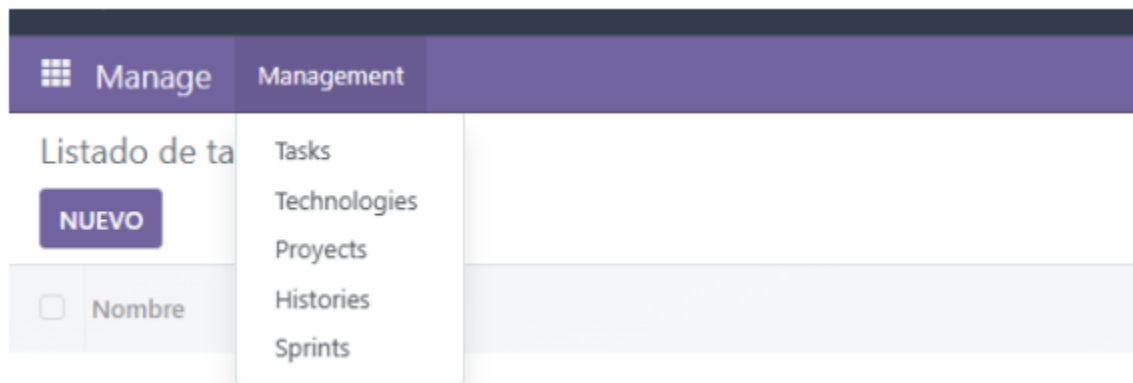 Manage Management
Listado de ta
NUEVO
Nombre
Tasks
Technologies
Proyects
Histories
Sprints